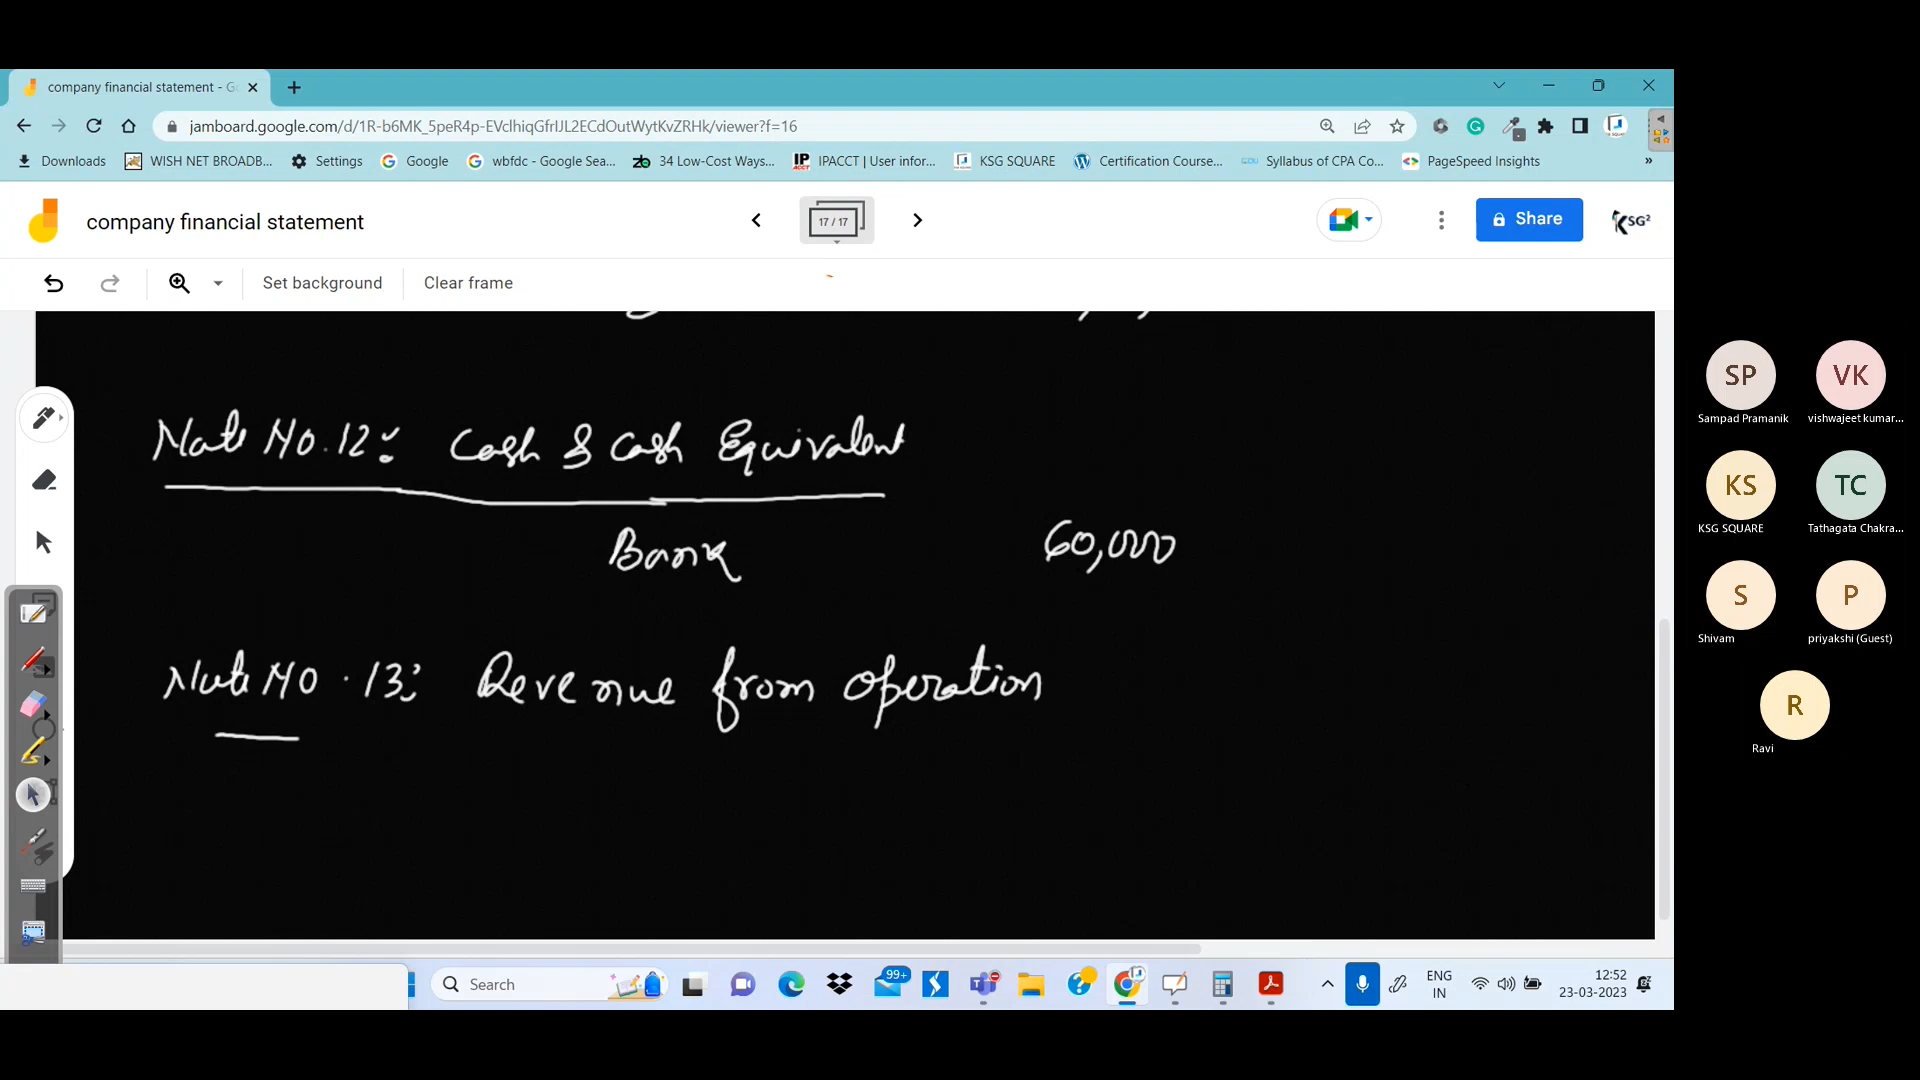 company financial statement - G
jamboard.google.com/d/1R-b6MK_5peR4p-EVclhiqGfrIJL2ECdOutWytKvZRHk/viewer?f=16
Downloads WISH NET BROADB... Settings Google wbfdc - Google Sea... 34 Low-Cost Ways... IPACCT | User infor... KSG SQUARE Certification Course... Syllabus of CPA Co... PageSpeed Insights »
company financial statement 17 / 17 Share KSG²
Set background Clear frame
Note No. 12: Cash & Cash Equivalent
Bank 60,000
Note No. 13: Revenue from operation
SP VK
Sampad Pramanik vishwajeet kumar...
KS TC
KSG SQUARE Tathagata Chakra...
S P
Shivam priyakshi (Guest)
R
Ravi
Search 99+ ENG 12:52
IN 23-03-2023